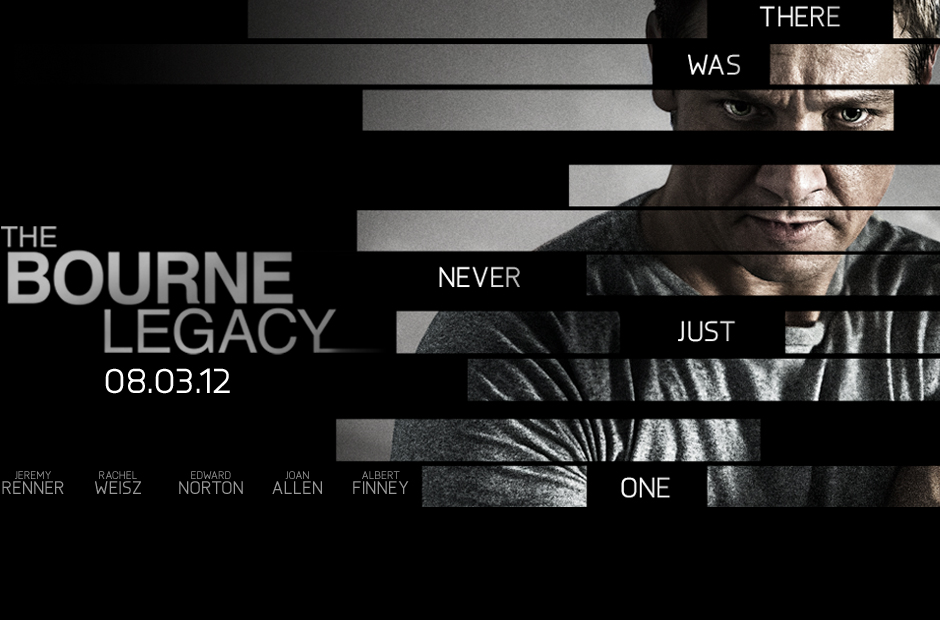 THERE
WAS
NEVER
JUST
ONE
THE
BOURNE
LEGACY
08.03.12
JEREMY RENNER
RACHEL WEISZ
EDWARD NORTON
JOAN ALLEN
ALBERT FINNEY